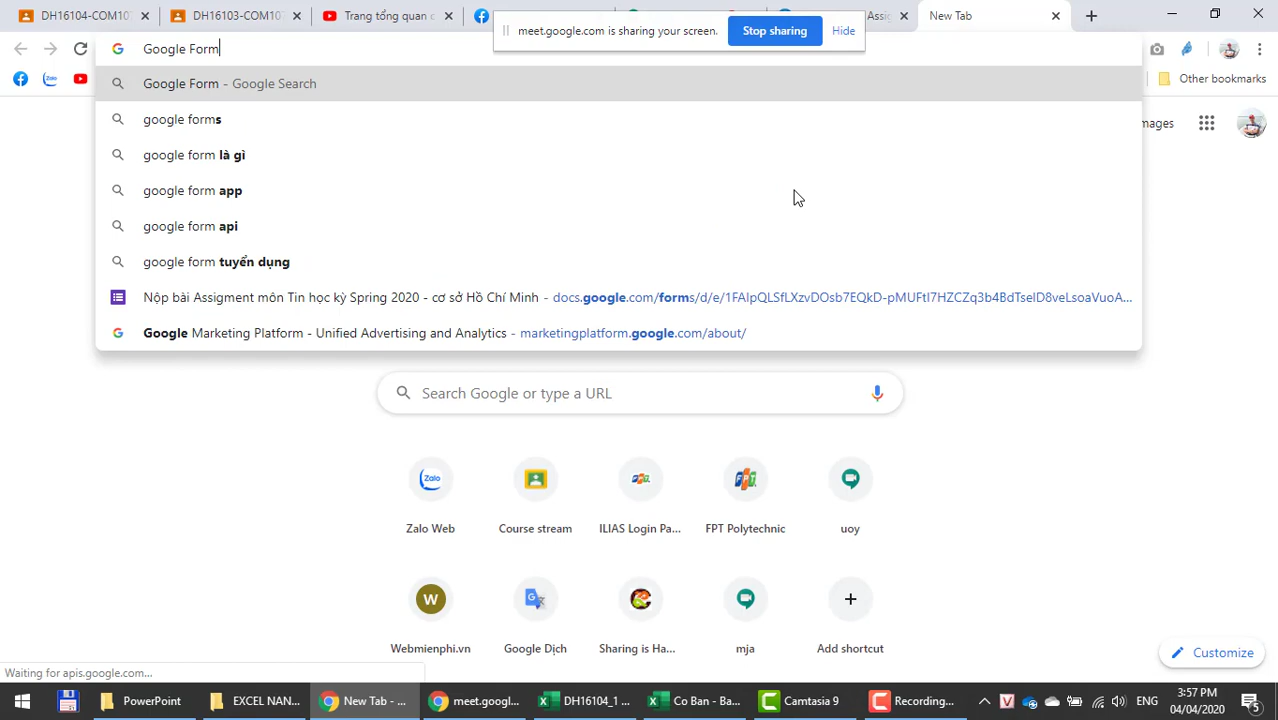 DH16104-COM107
DH16103-COM107
Trang tổng quan c
meet.google.com is sharing your screen.
Stop sharing
Hide
Assig
New Tab
Google Form
Other bookmarks
Google Form - Google Search
google forms
google form là gì
google form app
google form api
google form tuyển dụng
Nộp bài Assigment môn Tin học kỳ Spring 2020 - cơ sở Hồ Chí Minh - docs.google.com/forms/d/e/1FAIpQLSfLXzvDOsb7EQkD-pMUFtI7HZCZq3b4BdTseID8veLsoaVuoA...
Google Marketing Platform - Unified Advertising and Analytics - marketingplatform.google.com/about/
mages
Search Google or type a URL
Zalo
Zalo Web
Course stream
ILIAS Login Pa...
FPT Polytechnic
uoy
W
Webmienphi.vn
Google Dịch
Sharing is Ha...
mja
Add shortcut
Customize
Waiting for apis.google.com...
PowerPoint
EXCEL NAN...
New Tab - ...
meet.googl...
DH16104_1 ...
Co Ban - Ba...
Camtasia 9
Recording...
ENG
3:57 PM
04/04/2020
5